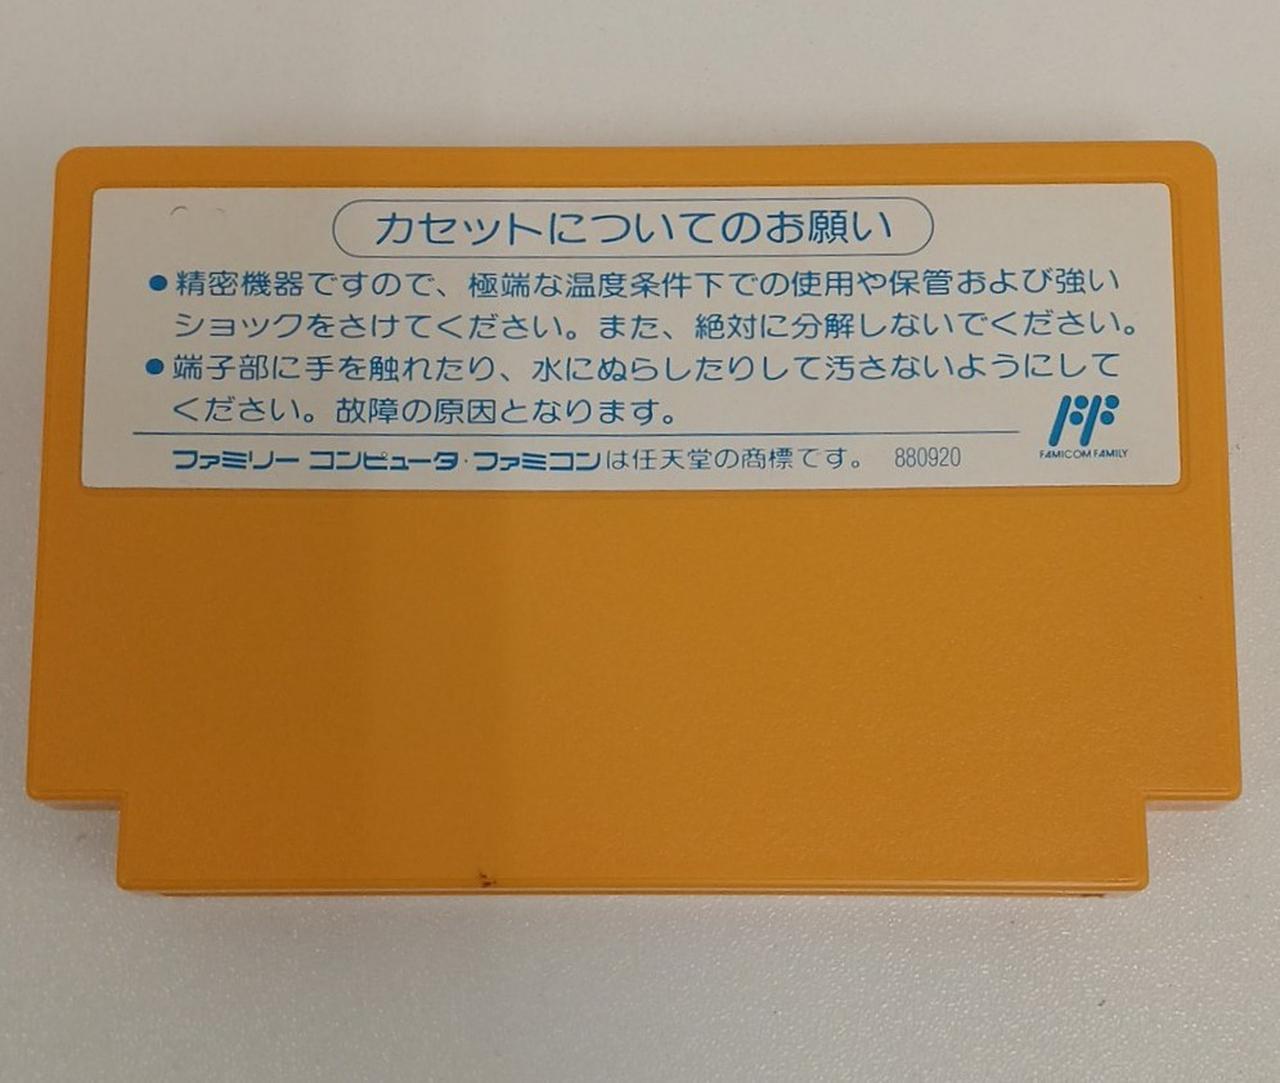 カセットについてのお願い
●精密機器ですので、極端な温度条件下での使用や保管および強い
ショックをさけてください。また、絶対に分解しないでください。
●端子部に手を触れたり、水にぬらしたりして汚さないようにして
ください。故障の原因となります。
ファミリー コンピュータ・ファミコンは任天堂の商標です。 880920
FF
FAMICOM FAMILY